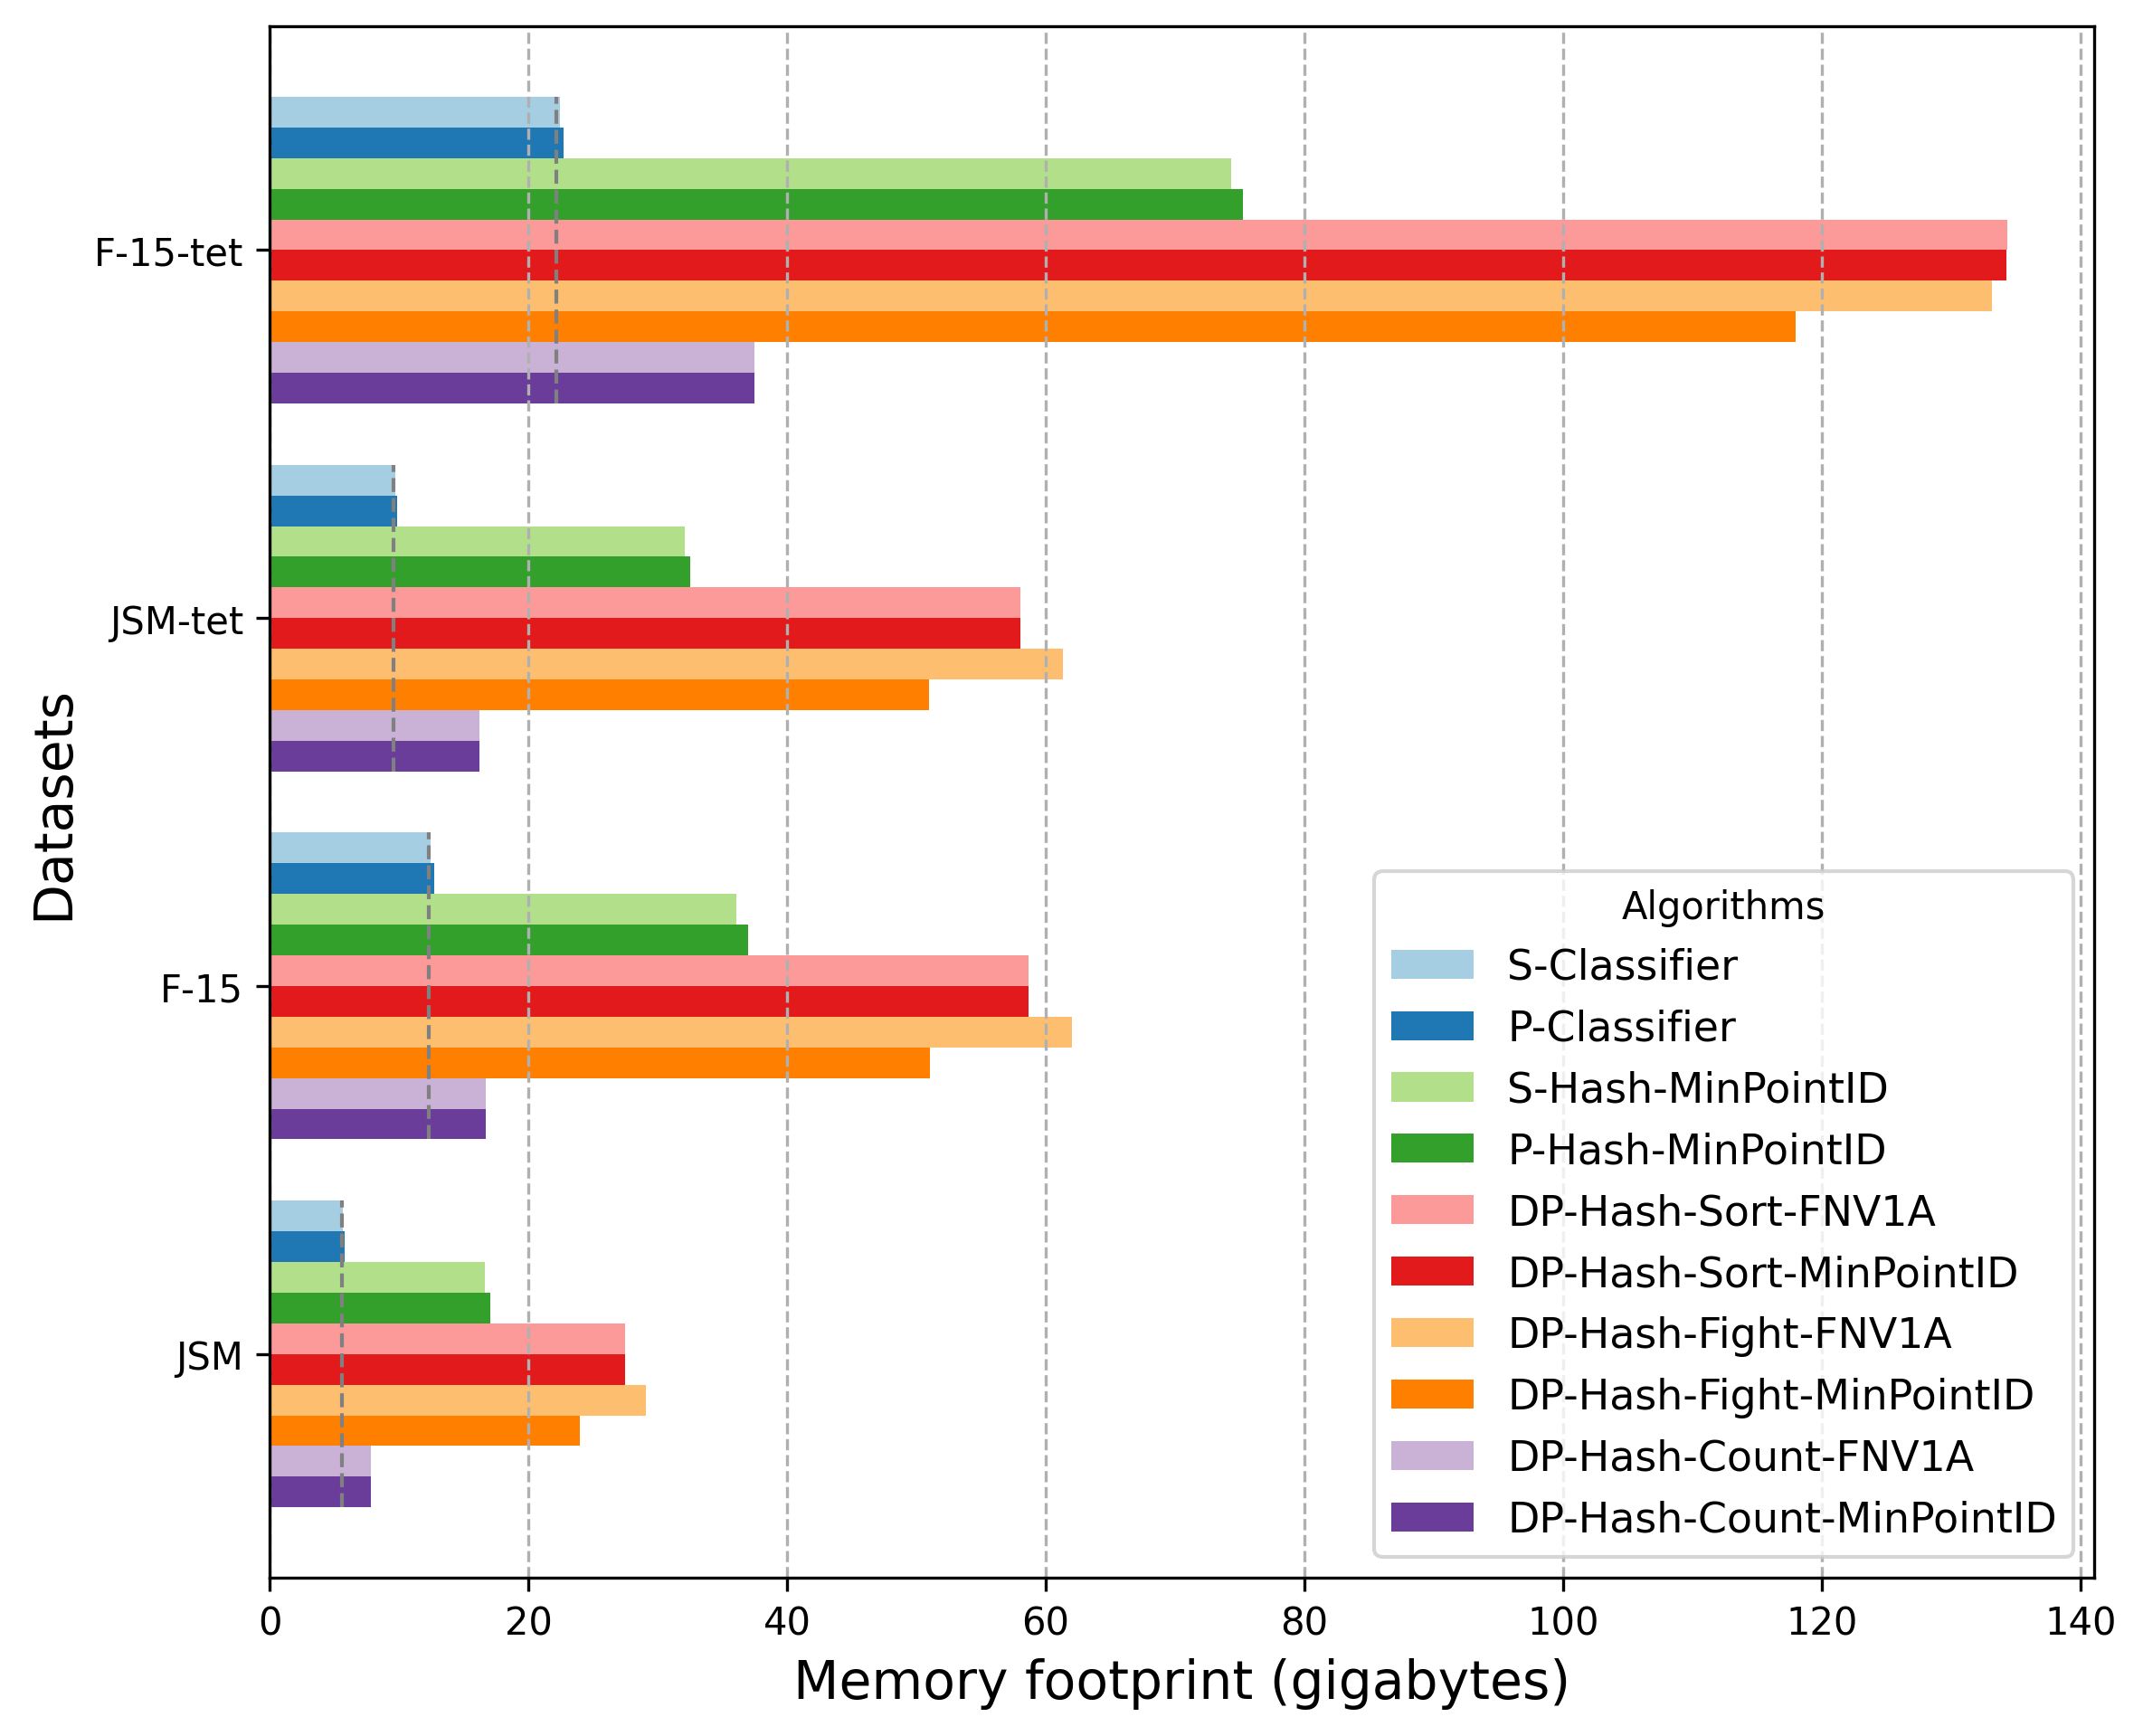 F-15-tet
JSM-tet
F-15
JSM
Datasets
0 20 40 60 80 100 120 140
Memory footprint (gigabytes)
Algorithms
S-Classifier
P-Classifier
S-Hash-MinPointID
P-Hash-MinPointID
DP-Hash-Sort-FNV1A
DP-Hash-Sort-MinPointID
DP-Hash-Fight-FNV1A
DP-Hash-Fight-MinPointID
DP-Hash-Count-FNV1A
DP-Hash-Count-MinPointID